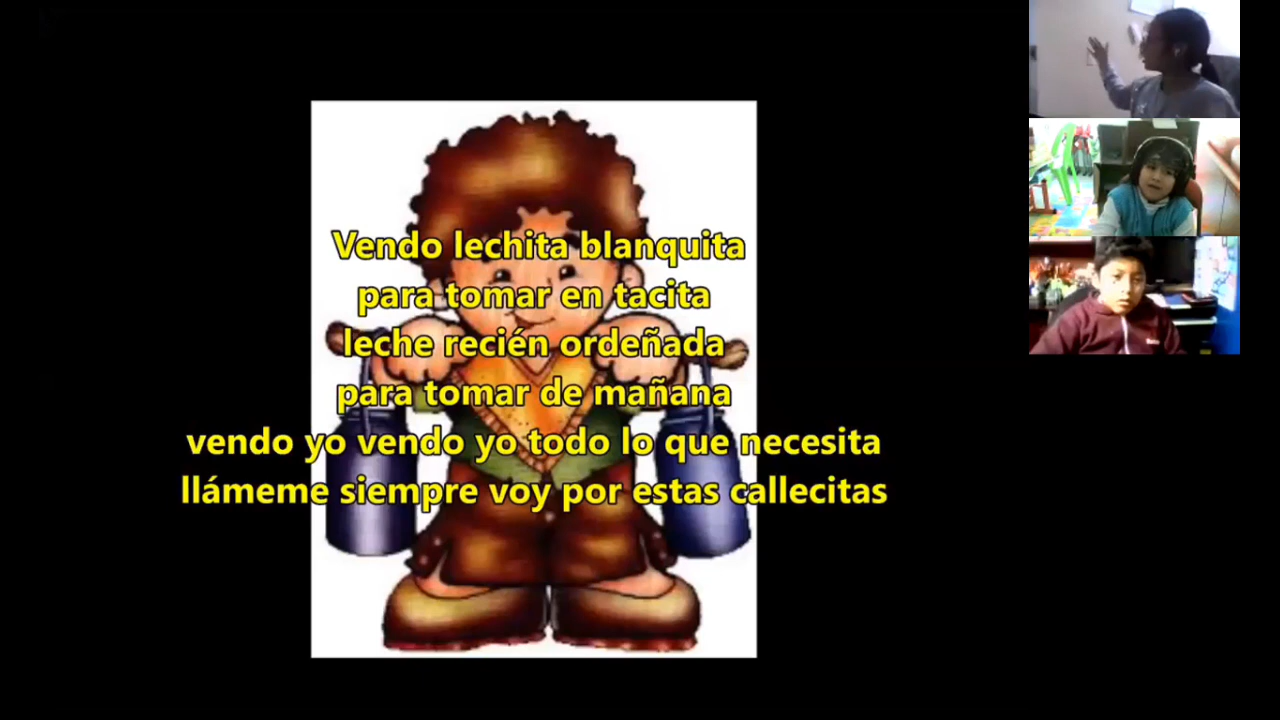 Vendo lechita blanquita
para tomar en tacita
leche recién ordeñada
para tomar de mañana
vendo yo vendo yo todo lo que necesita
llámeme siempre voy por estas callecitas